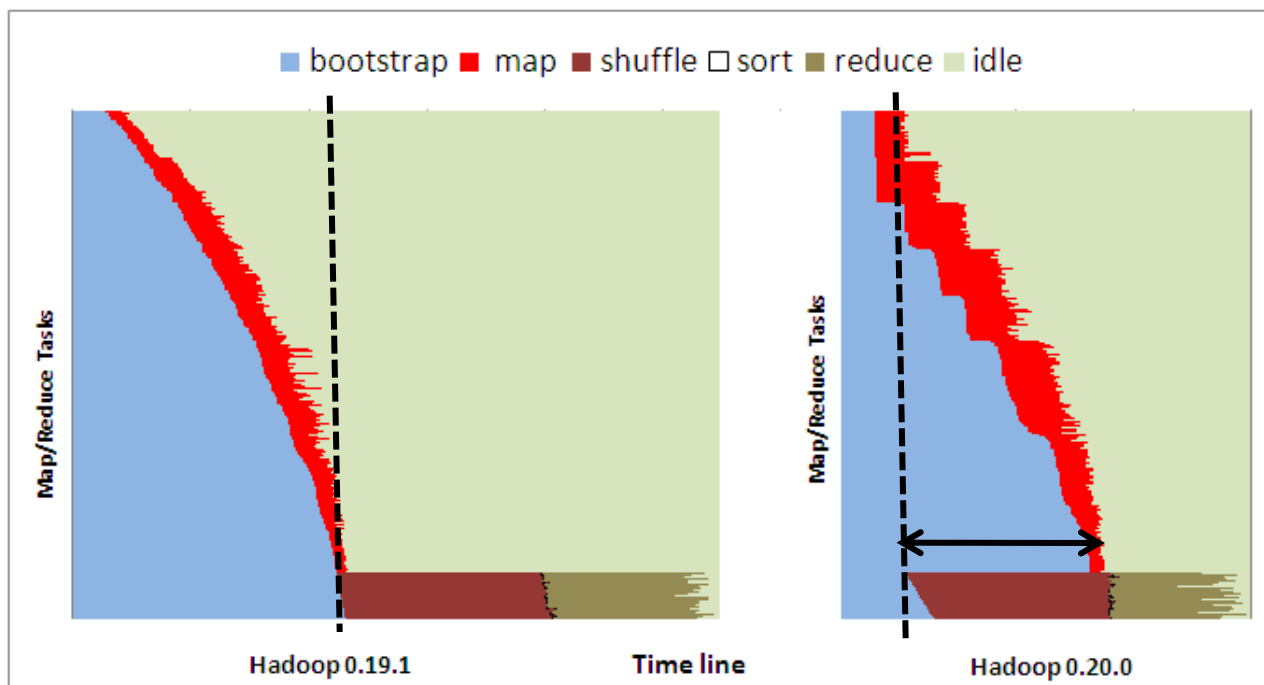 bootstrap map shuffle sort reduce idle
Map/Reduce Tasks
Map/Reduce Tasks
Hadoop 0.19.1 Time line Hadoop 0.20.0